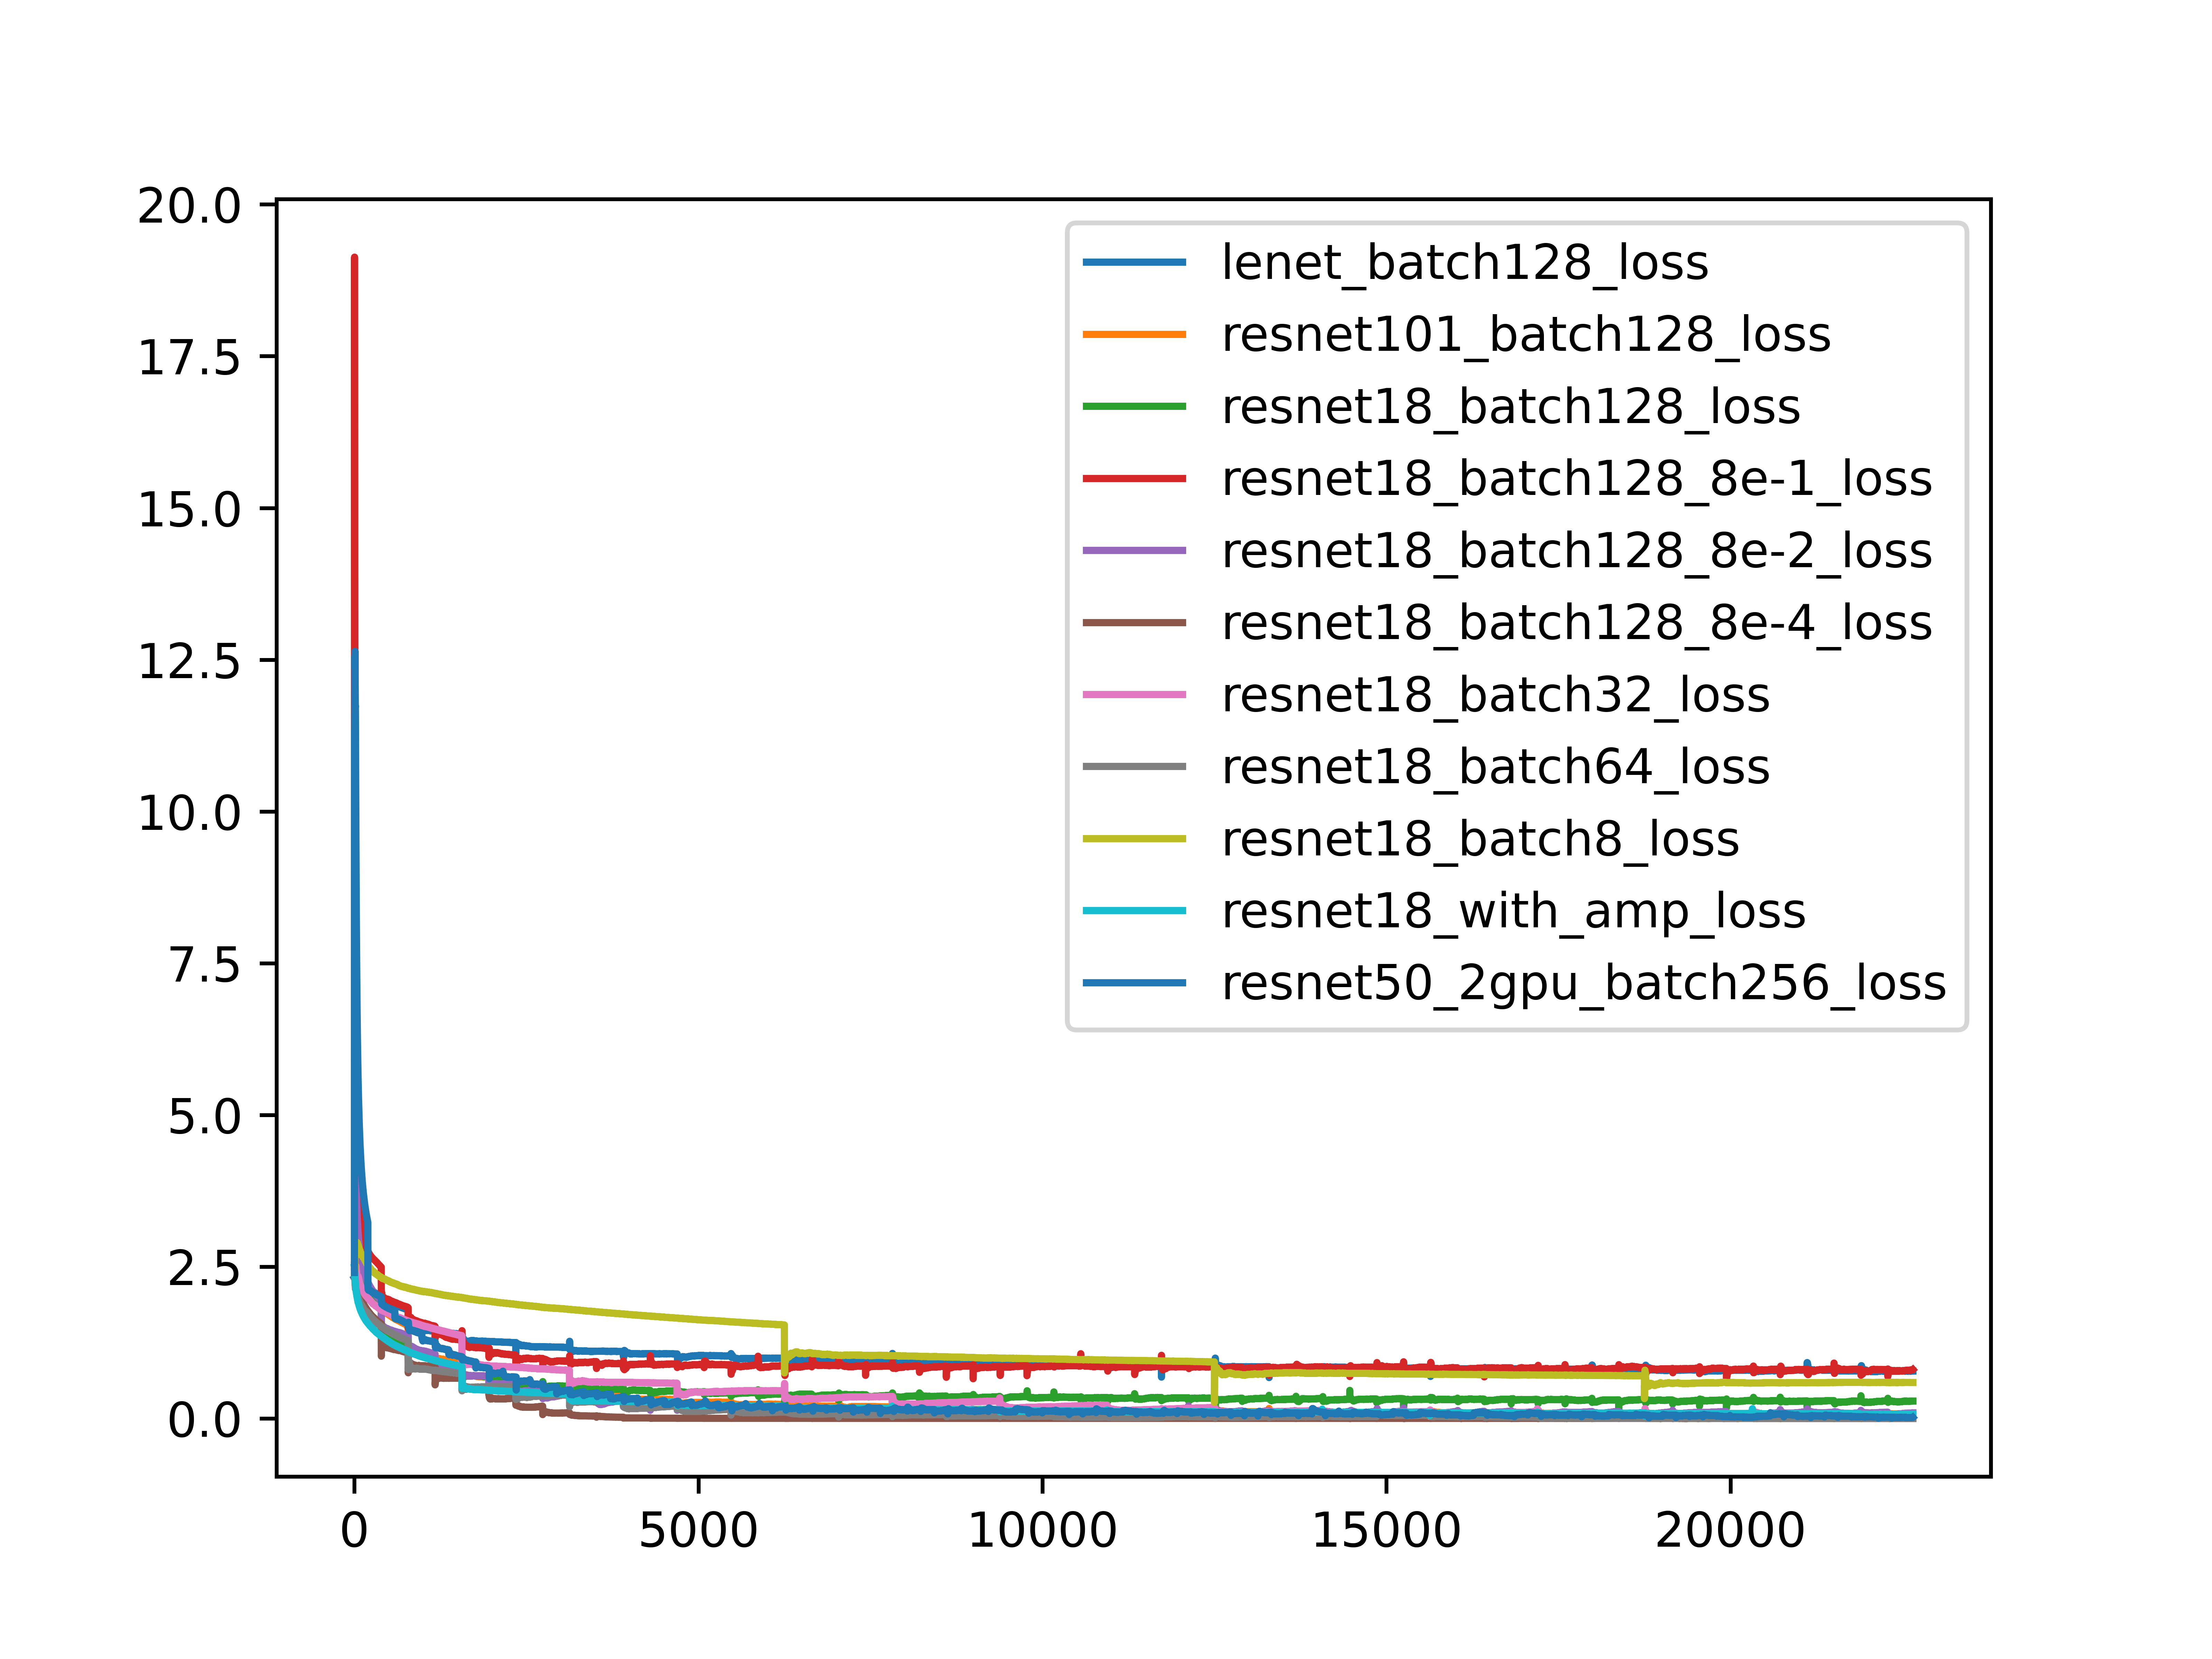 20.0
17.5
15.0
12.5
10.0
7.5
5.0
2.5
0.0
0 5000 10000 15000 20000
lenet_batch128_loss
resnet101_batch128_loss
resnet18_batch128_loss
resnet18_batch128_8e-1_loss
resnet18_batch128_8e-2_loss
resnet18_batch128_8e-4_loss
resnet18_batch32_loss
resnet18_batch64_loss
resnet18_batch8_loss
resnet18_with_amp_loss
resnet50_2gpu_batch256_loss